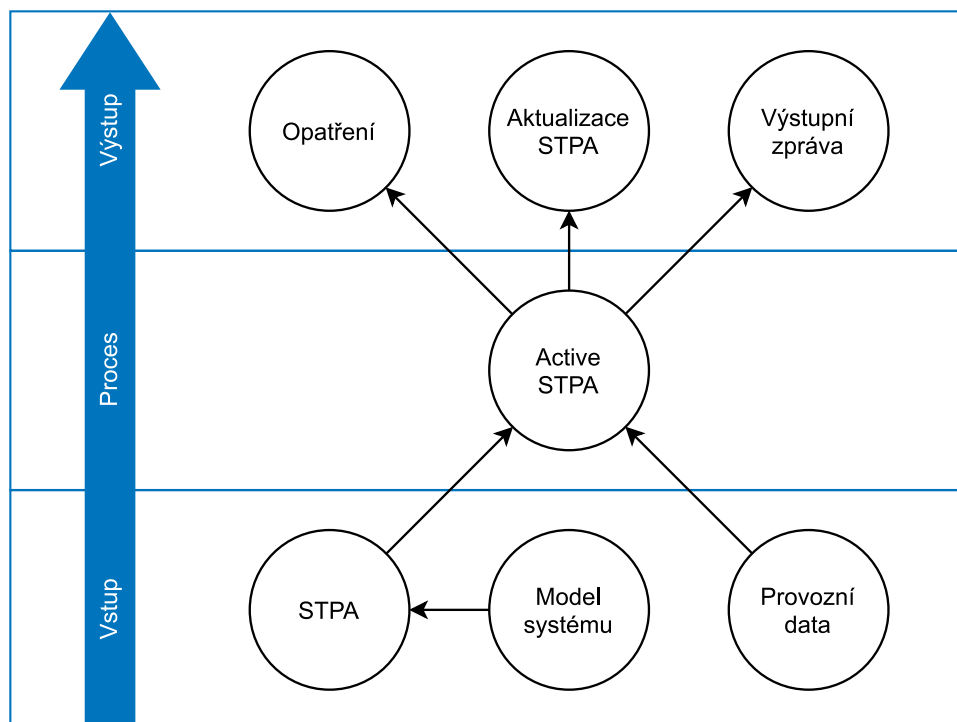 Výstup
Opatření
Aktualizace
STPA
Výstupní
zpráva
Proces
Active
STPA
Vstup
STPA
Model
systému
Provozní
data